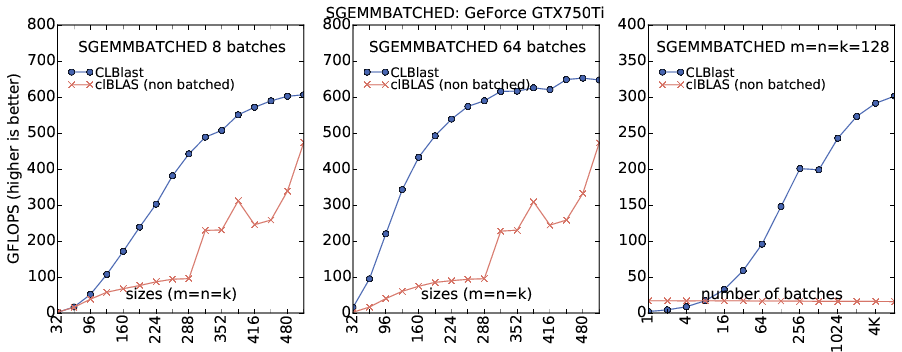 SGEMMBATCHED: GeForce GTX750Ti
GFLOPS (higher is better)
800
700
600
500
400
300
200
100
0
SGEMMBATCHED 8 batches
CLBlast
clBLAS (non batched)
sizes (m=n=k)
32 96 160 224 288 352 416 480
800
700
600
500
400
300
200
100
0
SGEMMBATCHED 64 batches
CLBlast
clBLAS (non batched)
sizes (m=n=k)
32 96 160 224 288 352 416 480
400
350
300
250
200
150
100
50
0
SGEMMBATCHED m=n=k=128
CLBlast
clBLAS (non batched)
number of batches
1 4 16 64 256 1024 4K